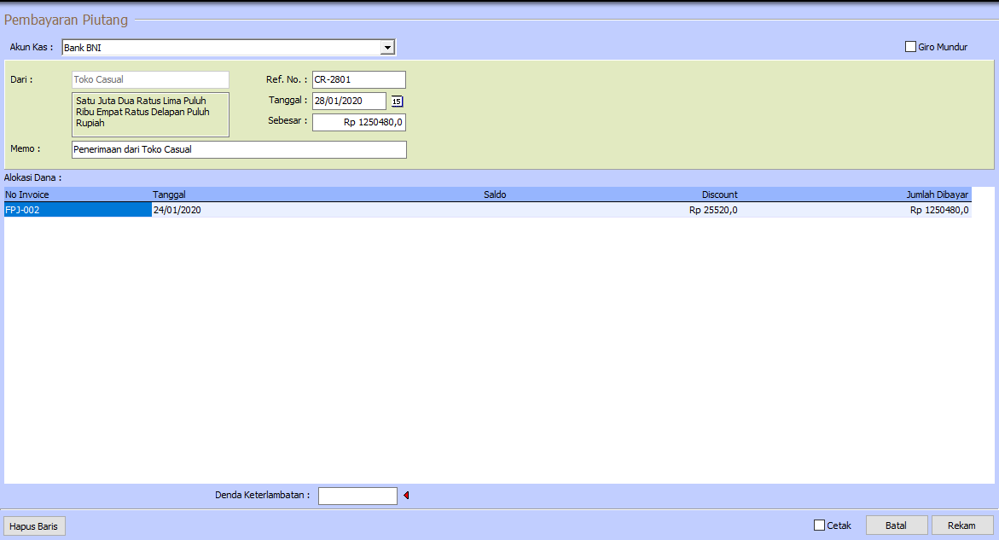 Pembayaran Piutang
Akun Kas : Bank BNI Giro Mundur
Dari : Toko Casual Ref. No. : CR-2801
Satu Juta Dua Ratus Lima Puluh
Ribu Empat Ratus Delapan Puluh
Rupiah
Tanggal : 28/01/2020 15
Sebesar : Rp 1250480,0
Memo : Penerimaan dari Toko Casual
Alokasi Dana :
No Invoice Tanggal Saldo Discount Jumlah Dibayar
FPJ-002 24/01/2020 Rp 25520,0 Rp 1250480,0
Denda Keterlambatan :
Hapus Baris Cetak Batal Rekam